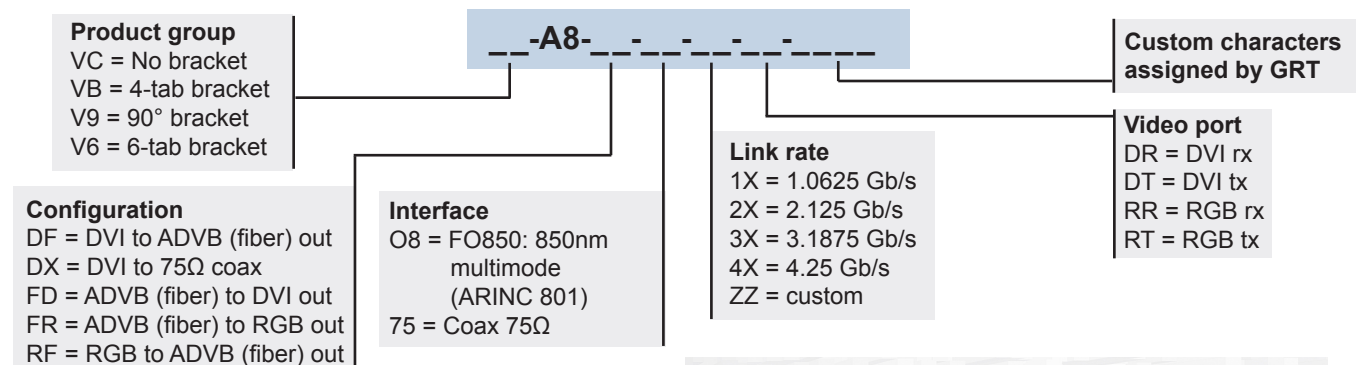 __-A8-__-__-__-__-____
Product group
VC = No bracket
VB = 4-tab bracket
V9 = 90° bracket
V6 = 6-tab bracket
Custom characters
assigned by GRT
Video port
DR = DVI rx
DT = DVI tx
RR = RGB rx
RT = RGB tx
Link rate
1X = 1.0625 Gb/s
2X = 2.125 Gb/s
3X = 3.1875 Gb/s
4X = 4.25 Gb/s
ZZ = custom
Configuration
DF = DVI to ADVB (fiber) out
DX = DVI to 75Ω coax
FD = ADVB (fiber) to DVI out
FR = ADVB (fiber) to RGB out
RF = RGB to ADVB (fiber) out
Interface
O8 = FO850: 850nm
multimode
(ARINC 801)
75 = Coax 75Ω